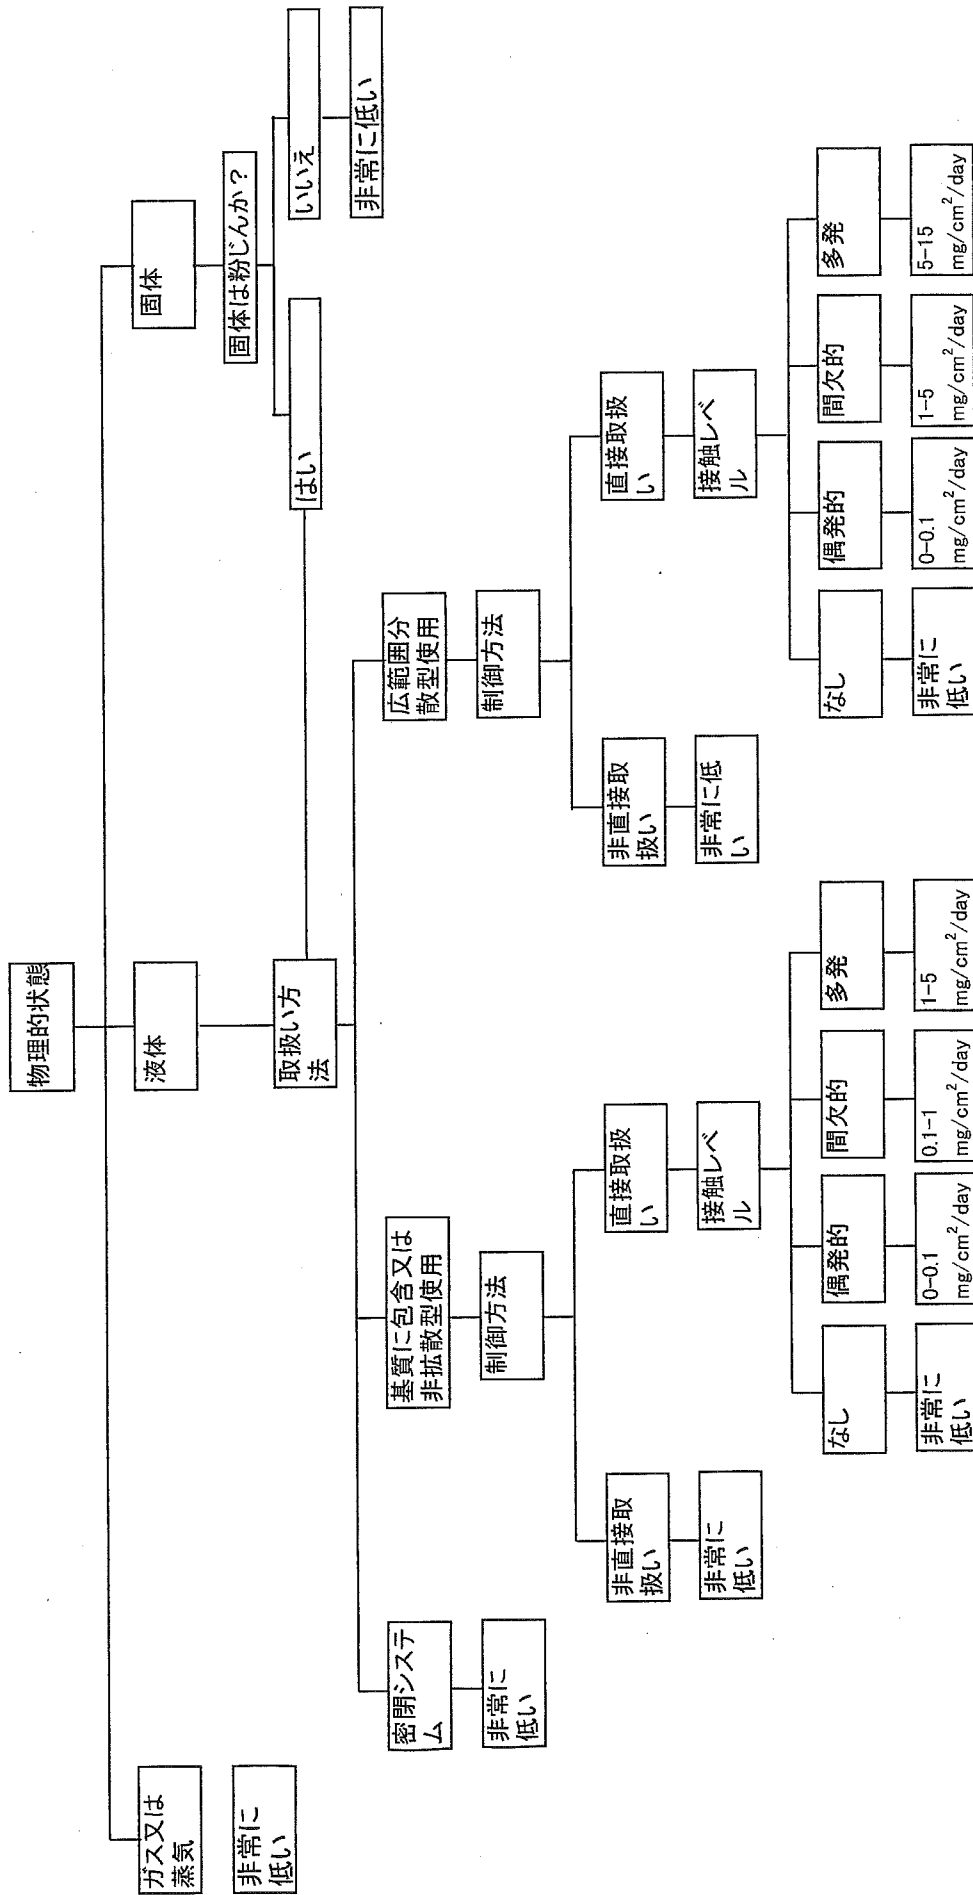 物理的状態
ガス又は
蒸気
非常に
低い
液体
固体
固体は粉じんか？
はい
いいえ
非常に低い
取扱い方
法
密閉システ
ム
非常に
低い
基質に包含又は
非拡散型使用
制御方法
非直接取
扱い
非常に
低い
直接取扱
い
接触レベ
ル
なし
非常に
低い
偶発的
0-0.1
mg/cm²/day
間欠的
0.1-1
mg/cm²/day
多発
1-5
mg/cm²/day
広範囲分
散型使用
制御方法
非直接取
扱い
非常に低
い
直接取扱
い
接触レベ
ル
なし
非常に
低い
偶発的
0-0.1
mg/cm²/day
間欠的
1-5
mg/cm²/day
多発
5-15
mg/cm²/day